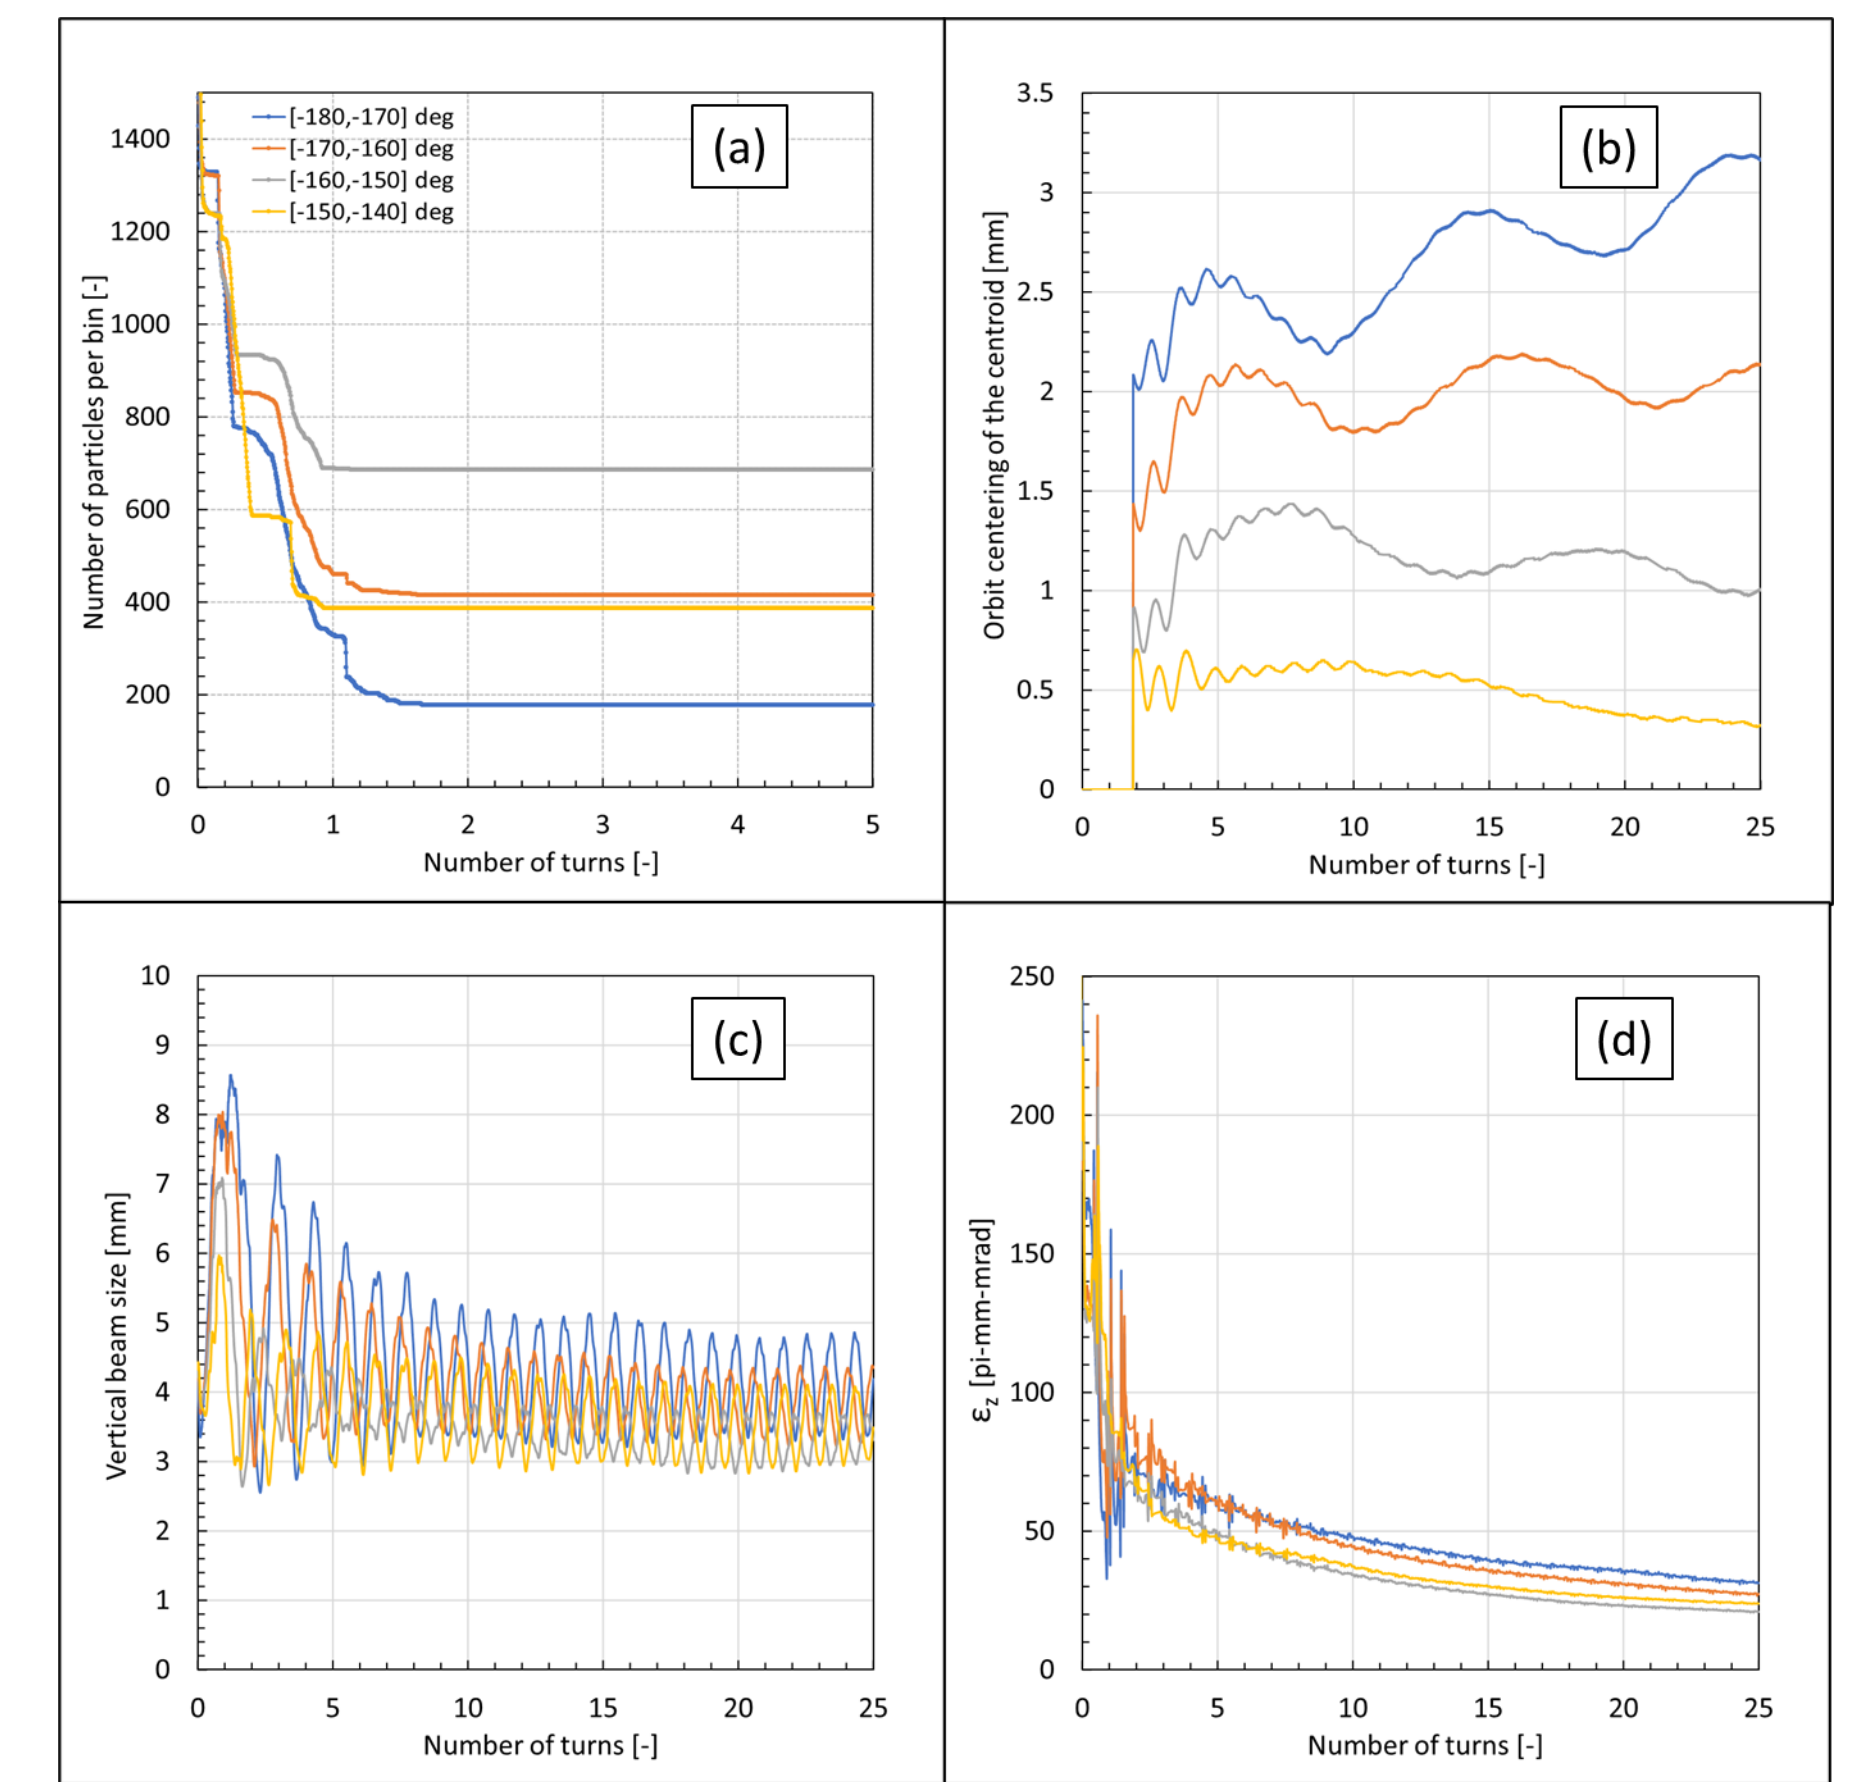 (a)
[-180,-170] deg
[-170,-160] deg
[-160,-150] deg
[-150,-140] deg
1400
1200
1000
800
600
400
200
0
0 1 2 3 4 5
Number of particles per bin [-]
Number of turns [-]
(b)
3.5
3
2.5
2
1.5
1
0.5
0
0 5 10 15 20 25
Orbit centering of the centroid [mm]
Number of turns [-]
(c)
10
9
8
7
6
5
4
3
2
1
0
0 5 10 15 20 25
Vertical beam size [mm]
Number of turns [-]
(d)
250
200
150
100
50
0
0 5 10 15 20 25
εz [pi-mm-mrad]
Number of turns [-]